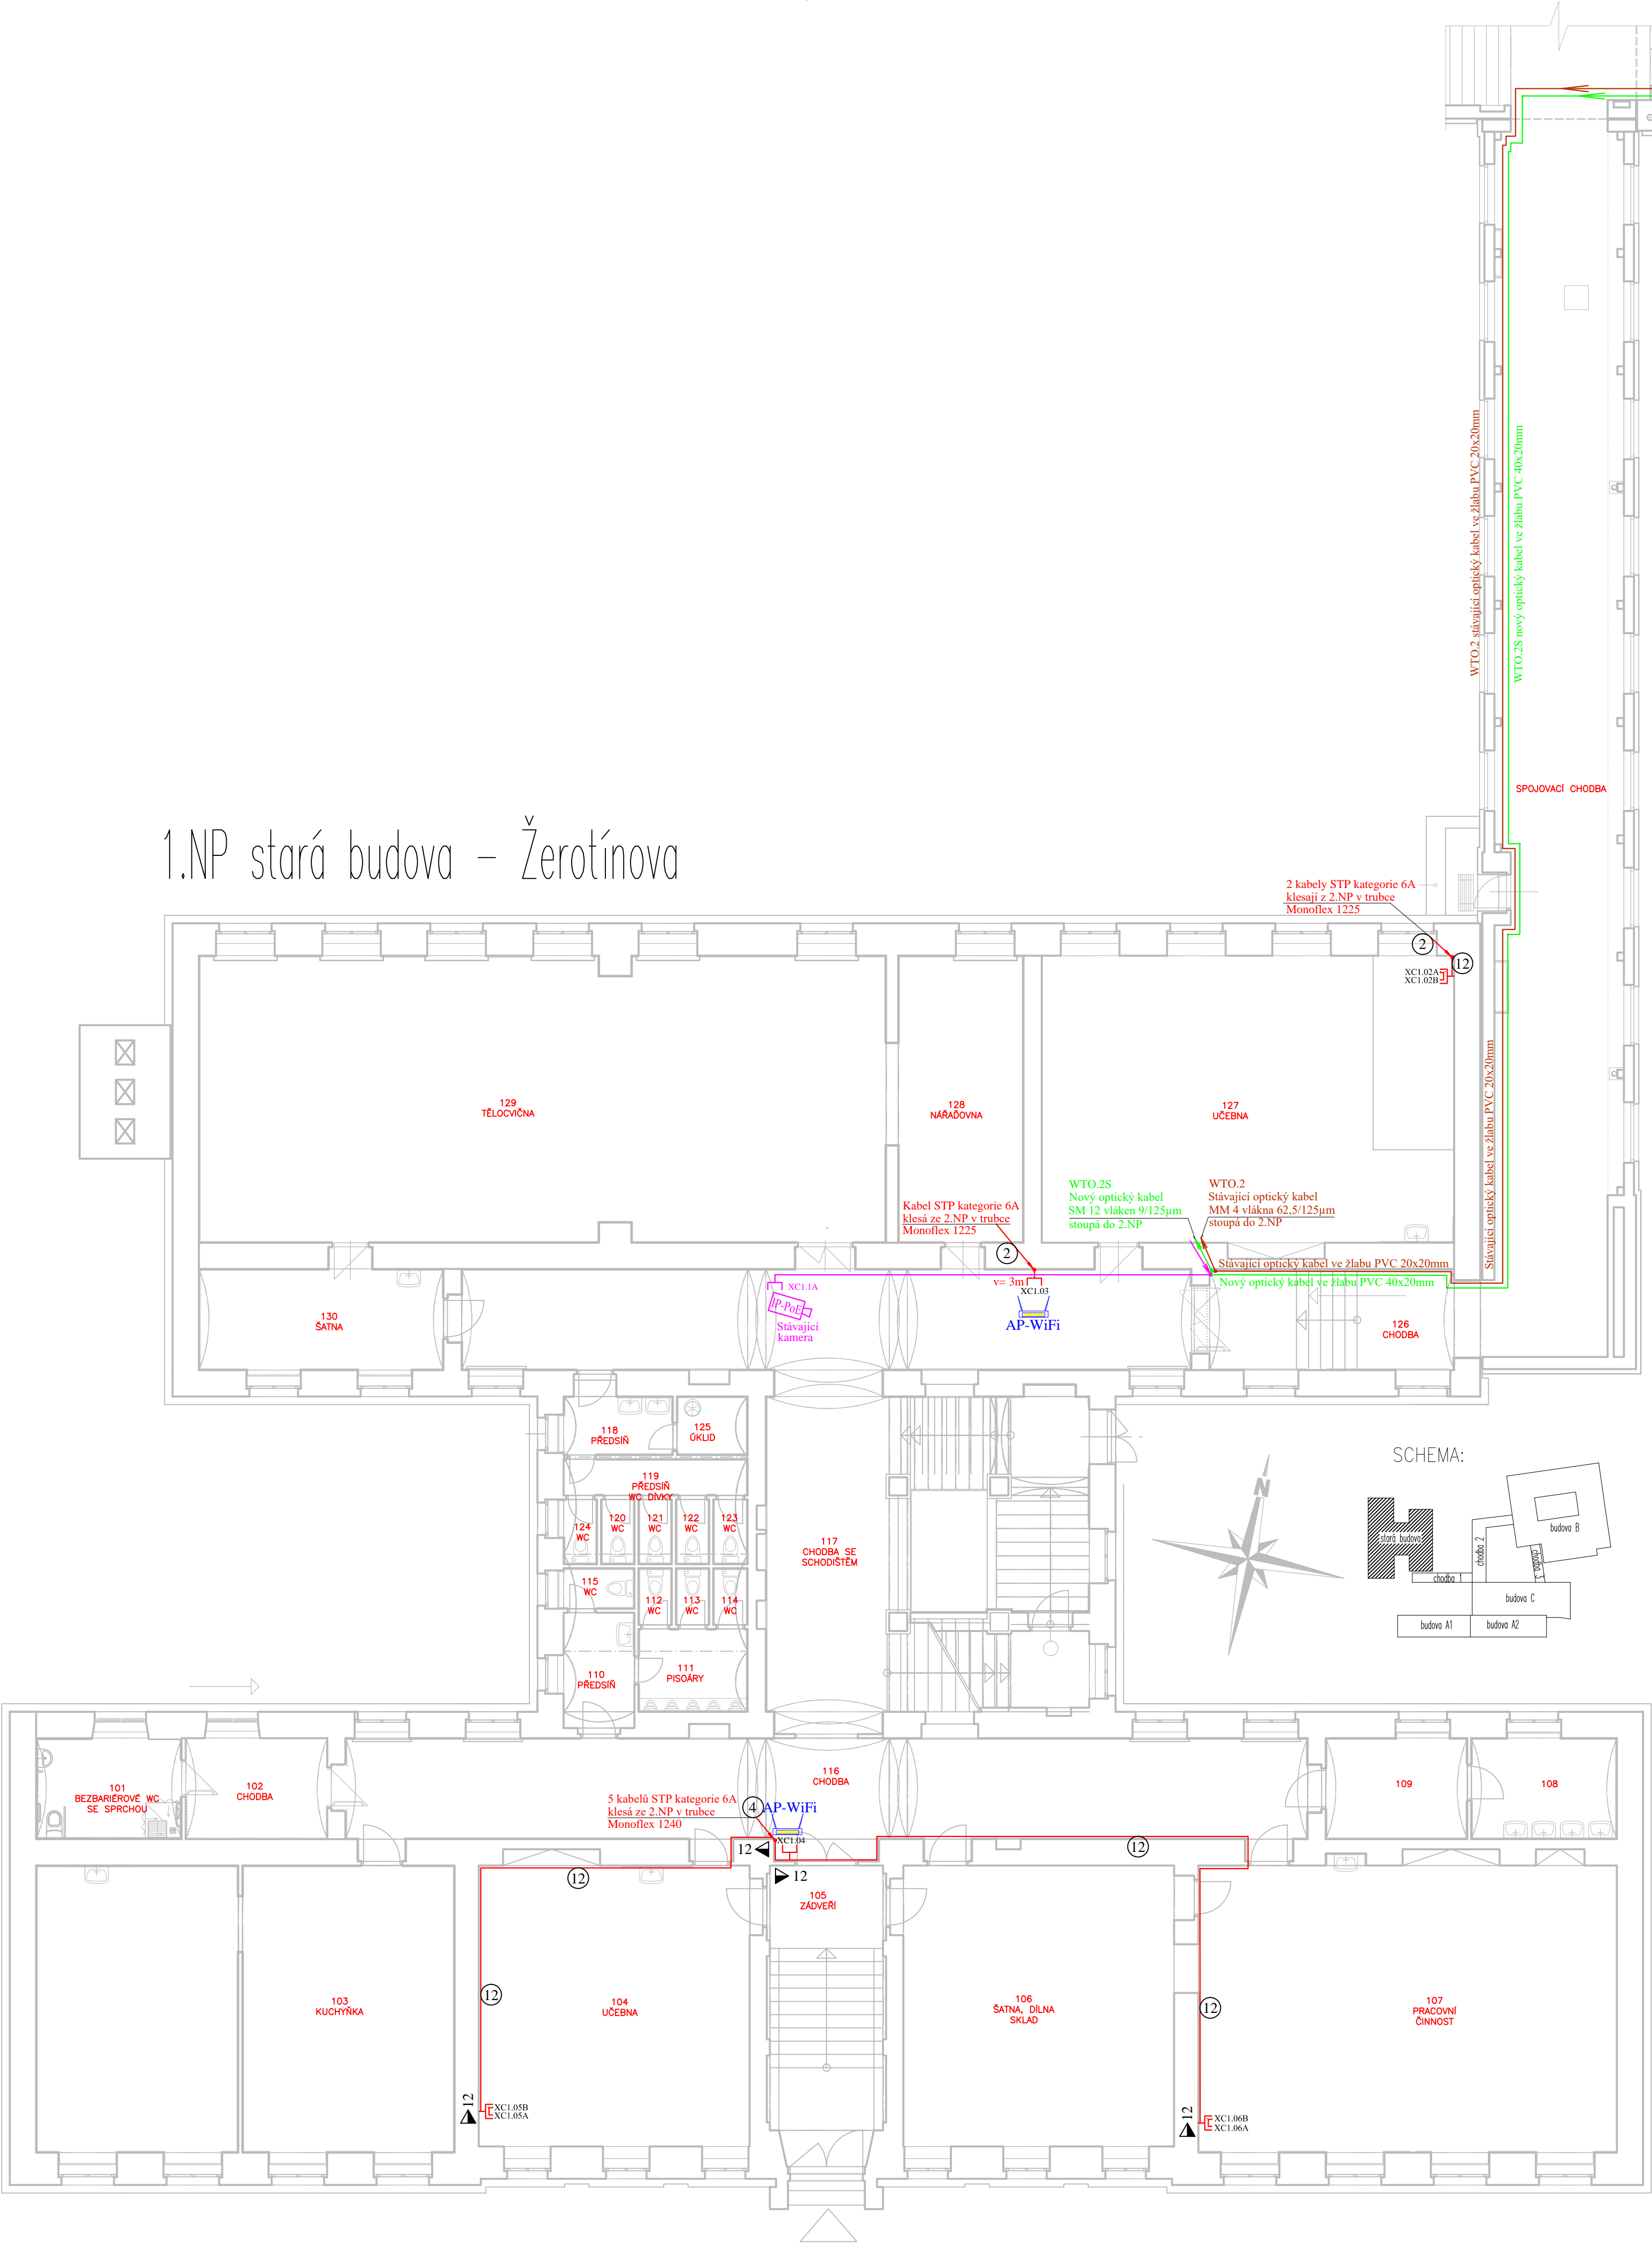 1.NP stará budova – Žerotínova
WTO.2 stávající optický kabel ve žlabu PVC 20x20mm
WTO.2S nový optický kabel ve žlabu PVC 40x20mm
SPOJOVACÍ CHODBA
2 kabely STP kategorie 6A
klesají z 2.NP v trubce
Monoflex 1225
2
12
XC1.02A
XC1.02B
Stávající optický kabel ve žlabu PVC 20x20mm
129
TĚLOCVIČNA
128
NÁŘAĎOVNA
127
UČEBNA
Kabel STP kategorie 6A
klesá ze 2.NP v trubce
Monoflex 1225
2
WTO.2S
Nový optický kabel
SM 12 vláken 9/125µm
stoupá do 2.NP
WTO.2
Stávající optický kabel
MM 4 vlákna 62,5/125µm
stoupá do 2.NP
Stávající optický kabel ve žlabu PVC 20x20mm
Nový optický kabel ve žlabu PVC 40x20mm
v= 3m
XC1.03
AP-WiFi
XC1.1A
IP-PoE
Stávající
kamera
130
ŠATNA
126
CHODBA
118
PŘEDSÍŇ
125
ÚKLID
119
PŘEDSÍŇ
WC DÍVKY
124
WC
120
WC
121
WC
122
WC
123
WC
115
WC
112
WC
113
WC
114
WC
110
PŘEDSÍŇ
111
PISOÁRY
117
CHODBA SE
SCHODIŠTĚM
N
SCHEMA:
stará budova
chodba 1
chodba 2
chodba 3
budova B
budova C
budova A1
budova A2
101
BEZBARIÉROVÉ WC
SE SPRCHOU
102
CHODBA
116
CHODBA
109
108
5 kabelů STP kategorie 6A
klesá ze 2.NP v trubce
Monoflex 1240
4
AP-WiFi
XC1.04
12
12
12
12
105
ZÁDVEŘÍ
103
KUCHYŇKA
104
UČEBNA
106
ŠATNA, DÍLNA
SKLAD
107
PRACOVNÍ
ČINNOST
12
12
12
XC1.05B
XC1.05A
12
XC1.06B
XC1.06A